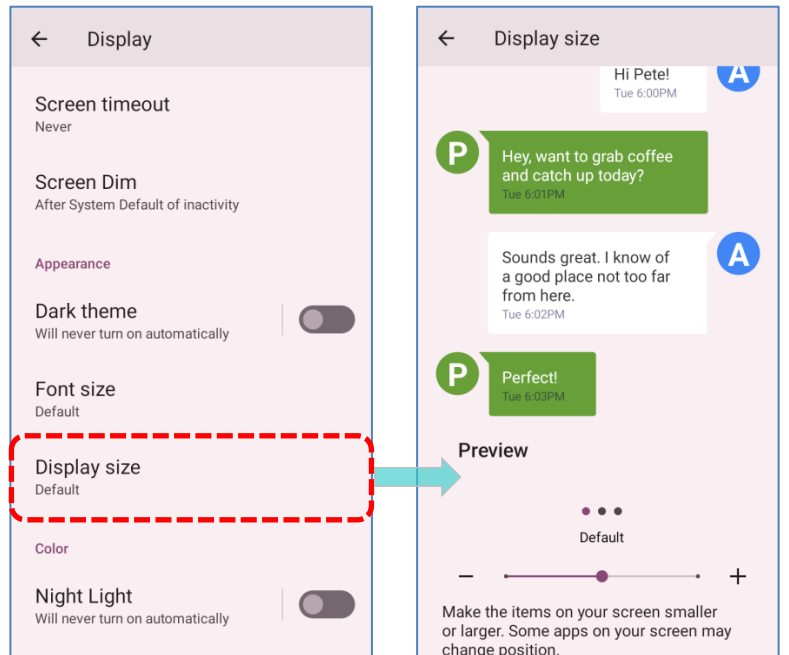 Display
Screen timeout
Never
Screen Dim
After System Default of inactivity
Appearance
Dark theme
Will never turn on automatically
Font size
Default
Display size
Default
Color
Night Light
Will never turn on automatically
Display size
Hi Pete!
Tue 6:00PM
A
P
Hey, want to grab coffee
and catch up today?
Tue 6:01PM
Sounds great. I know of
a good place not too far
from here.
Tue 6:02PM
A
P
Perfect!
Tue 6:03PM
Preview
Default
Make the items on your screen smaller
or larger. Some apps on your screen may
change position.